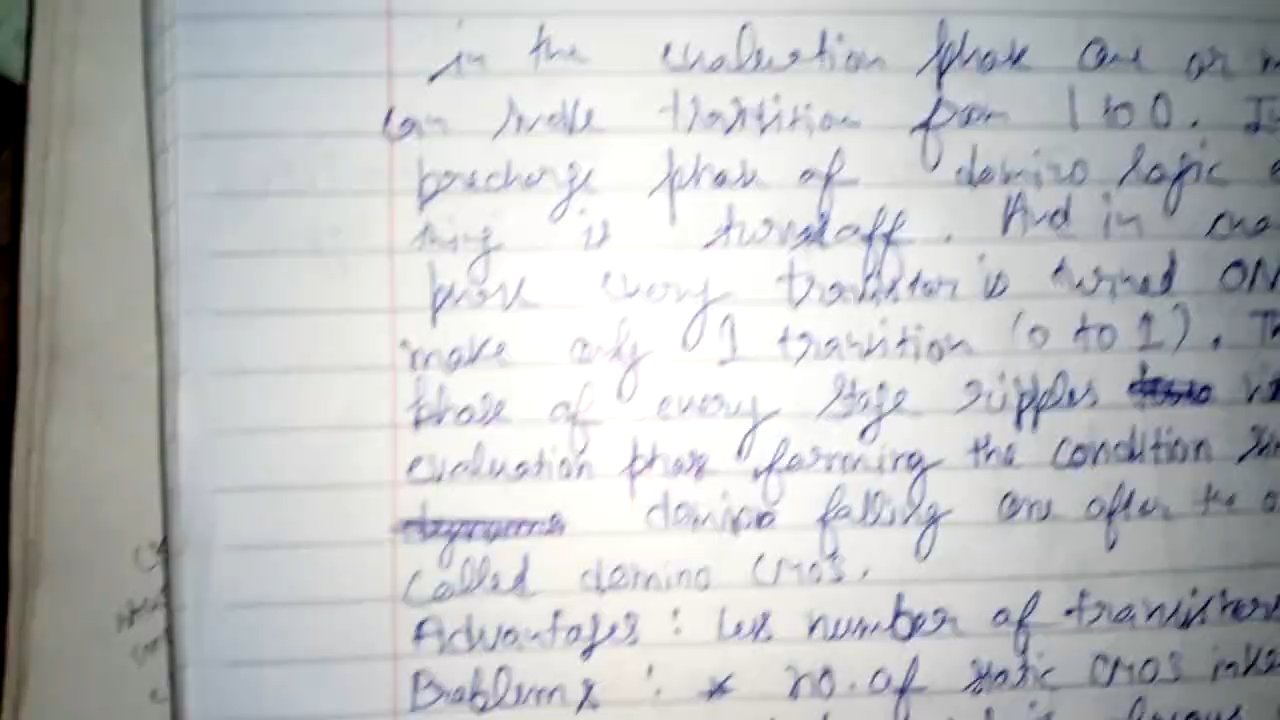 in the evaluation phase one or
can make transition from 1 to 0.
precharge phase of domino logic
thing is turned off. And in
phase every transistor is turned ON
make only 1 transition (0 to 1).
phase of every stage ripples
evaluation phase forming the condition
domino falling one after the
called domino CMOS.
Advantages : Less number of transistors
Problems : * no. of static CMOS